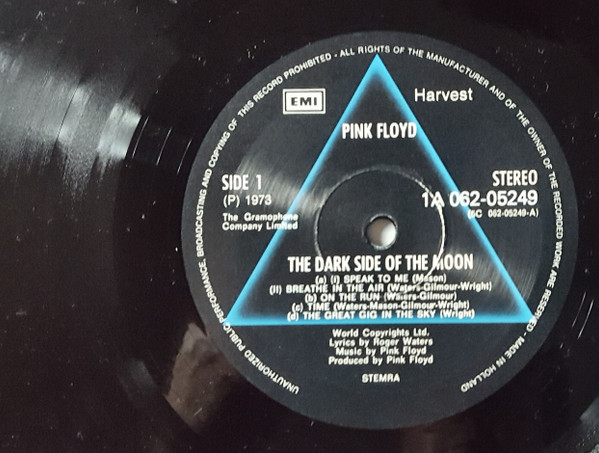 UNAUTHORIZED PUBLIC PERFORMANCE, BROADCASTING AND COPYING OF THIS RECORD PROHIBITED - ALL RIGHTS OF THE MANUFACTURER AND OF THE OWNER OF THE RECORDED WORK ARE RESERVED MADE IN HOLLAND
EMI
Harvest
PINK FLOYD
SIDE 1
(P) 1973
The Gramophone
Company Limited
STEREO
1A 062-05249
(5C 062-05249-A)
THE DARK SIDE OF THE MOON
(a) (I) SPEAK TO ME (Mason)
(II) BREATHE IN THE AIR (Waters-Gilmour-Wright)
(b) ON THE RUN (Waters-Gilmour)
(c) TIME (Waters-Mason-Gilmour-Wright)
(d) THE GREAT GIG IN THE SKY (Wright)
World Copyrights Ltd.
Lyrics by Roger Waters
Music by Pink Floyd
Produced by Pink Floyd
STEMRA